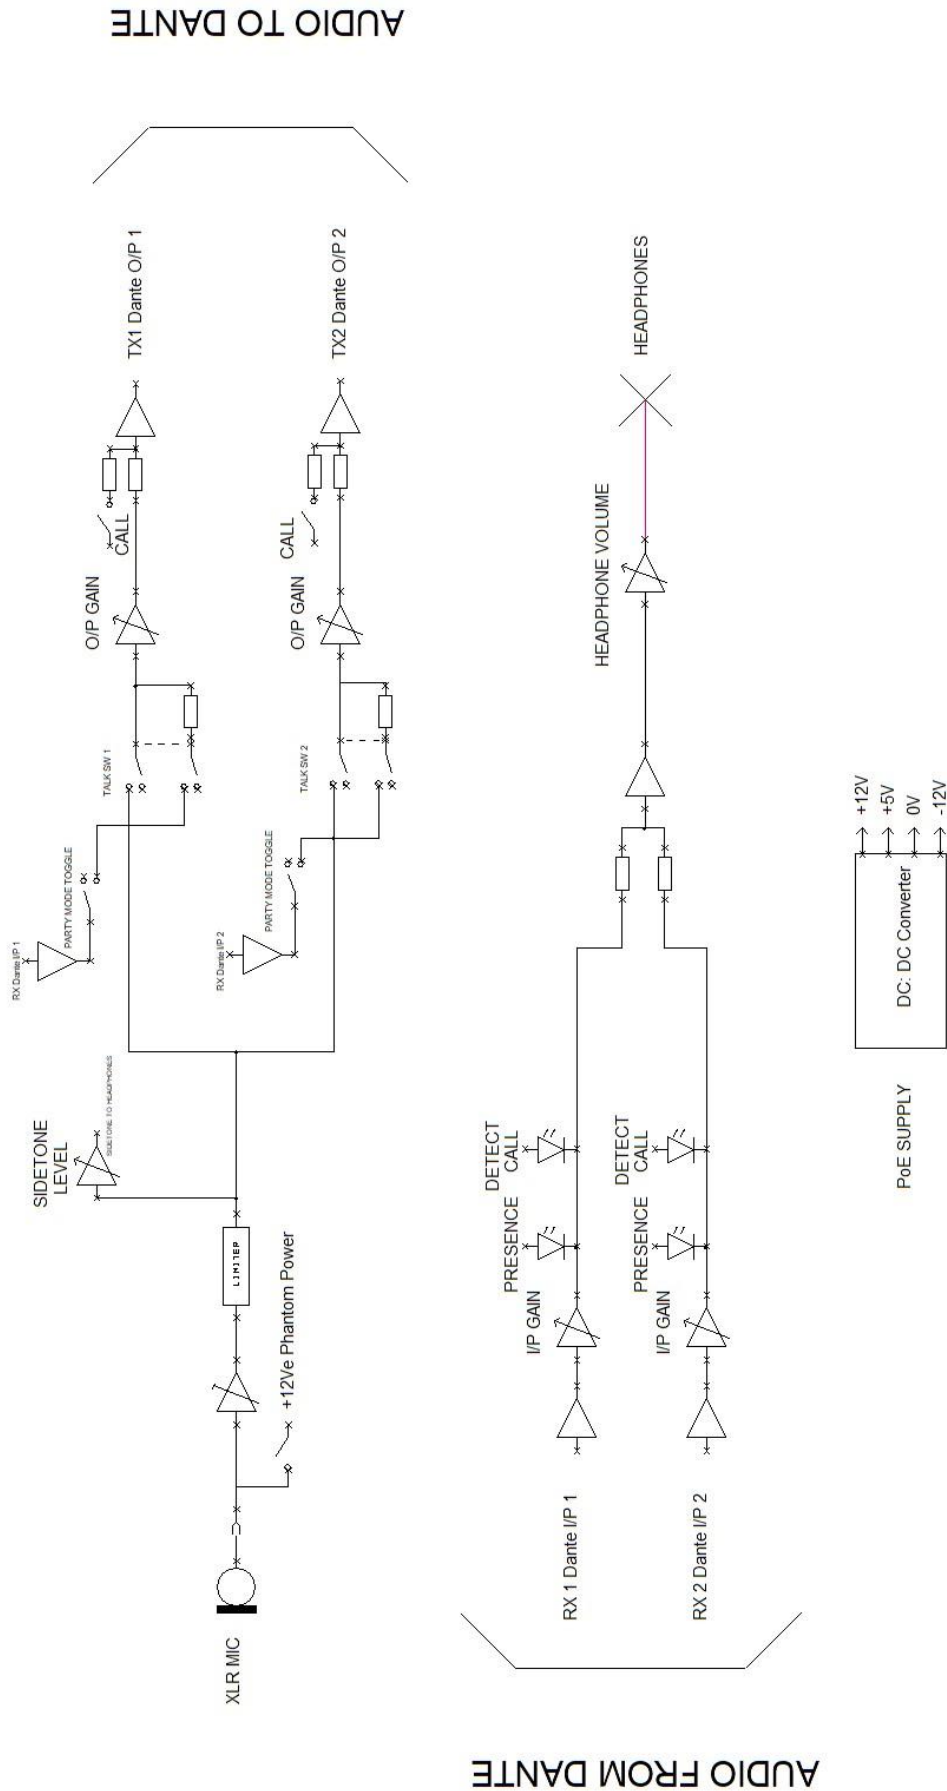 AUDIO TO DANTE
TX1 Dante O/P 1
TX2 Dante O/P 2
CALL
CALL
O/P GAIN
O/P GAIN
TALK SW 1
TALK SW 2
PARTY MODE TOGGLE
PARTY MODE TOGGLE
RX Dante I/P 1
RX Dante I/P 2
SIDETONE
LEVEL
SIDETONE TO HEADPHONES
LIMITER
+12Ve Phantom Power
XLR MIC
HEADPHONES
HEADPHONE VOLUME
DETECT
CALL
DETECT
CALL
PRESENCE
PRESENCE
I/P GAIN
I/P GAIN
RX 1 Dante I/P 1
RX 2 Dante I/P 2
+12V
+5V
0V
-12V
DC: DC Converter
PoE SUPPLY
AUDIO FROM DANTE